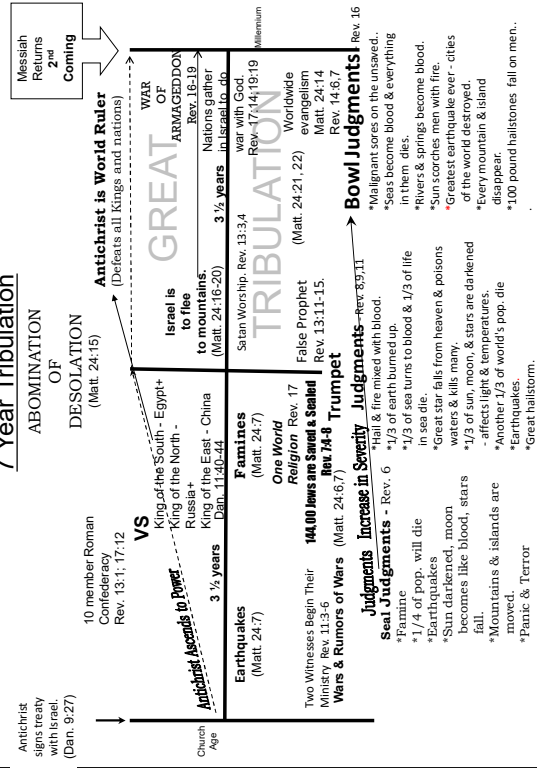 7 Year Tribulation
Antichrist
signs treaty
with Israel.
(Dan. 9:27)
10 member Roman
Confederacy
Rev. 13:1; 17:12
ABOMINATION
OF
DESOLATION
(Matt. 24:15)
Antichrist is World Ruler
(Defeats all Kings and nations)
Messiah
Returns
2nd
Coming
VS
King of the South - Egypt+
King of the North -
Russia+
King of the East - China
Dan. 11:40-44
Antichrist Ascends to Power
3 ½ years
Church
Age
Israel is
to flee
to mountains.
(Matt. 24:16-20)
GREAT
TRIBULATION
3 ½ years
WAR
OF
ARMAGEDDON
Rev. 16-19
Nations gather
in Israel to do
war with God.
Rev. 17:14;19:19
Millennium
Earthquakes
(Matt. 24:7)
Famines
(Matt. 24:7)
One World
Religion Rev. 17
144,00 Jews are Saved & Sealed
Rev. 7:4-8
Two Witnesses Begin Their
Ministry Rev. 11:3-6
Wars & Rumors of Wars (Matt. 24:6,7)
Satan Worship. Rev. 13:3,4
(Matt. 24:21, 22)
False Prophet
Rev. 13:11-15.
Worldwide
evangelism
Matt. 24:14
Rev. 14:6,7
Judgments Increase in Severity
Seal Judgments - Rev. 6
*Famine
*1/4 of pop. will die
*Earthquakes
*Sun darkened, moon
becomes like blood, stars
fall.
*Mountains & islands are
moved.
*Panic & Terror
Trumpet
Judgments - Rev. 8,9,11
*Hail & fire mixed with blood.
*1/3 of earth burned up.
*1/3 of sea turns to blood & 1/3 of life
in sea die.
*Great star falls from heaven & poisons
waters & kills many.
*1/3 of sun, moon, & stars are darkened
- affects light & temperatures.
*Another 1/3 of world's pop. die
*Earthquakes.
*Great hailstorm.
Bowl Judgments - Rev. 16
*Malignant sores on the unsaved..
*Seas become blood & everything
in them dies.
*Rivers & springs become blood.
*Sun scorches men with fire.
*Greatest earthquake ever - cities
of the world destroyed.
*Every mountain & island
disappear.
*100 pound hailstones fall on men..
.